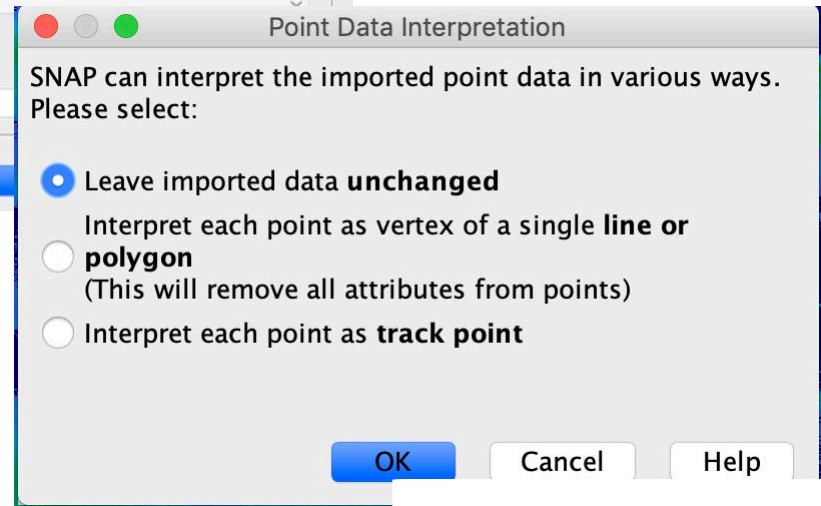 Point Data Interpretation
SNAP can interpret the imported point data in various ways.
Please select:
Leave imported data unchanged
Interpret each point as vertex of a single line or
polygon
(This will remove all attributes from points)
Interpret each point as track point
OK Cancel Help